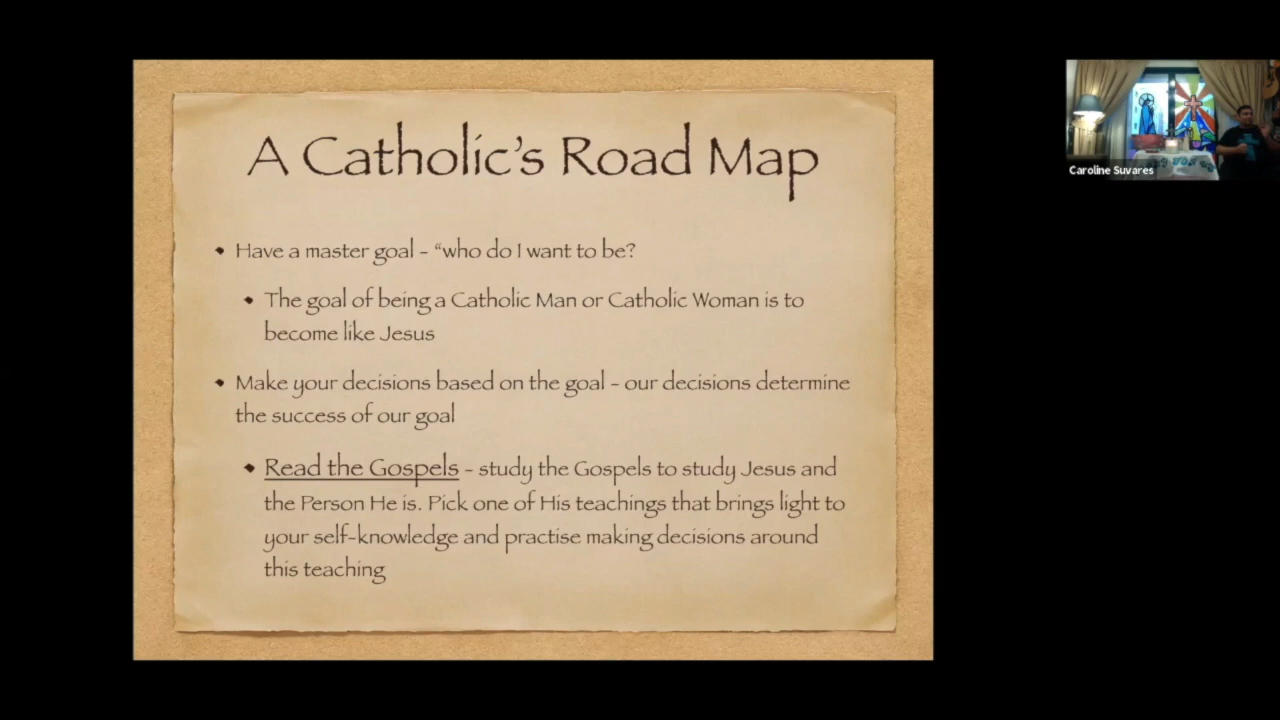 A Catholic's Road Map
• Have a master goal - “who do I want to be?
• The goal of being a Catholic Man or Catholic Woman is to
become like Jesus
• Make your decisions based on the goal - our decisions determine
the success of our goal
• Read the Gospels - study the Gospels to study Jesus and
the Person He is. Pick one of His teachings that brings light to
your self-knowledge and practise making decisions around
this teaching
Caroline Suvares